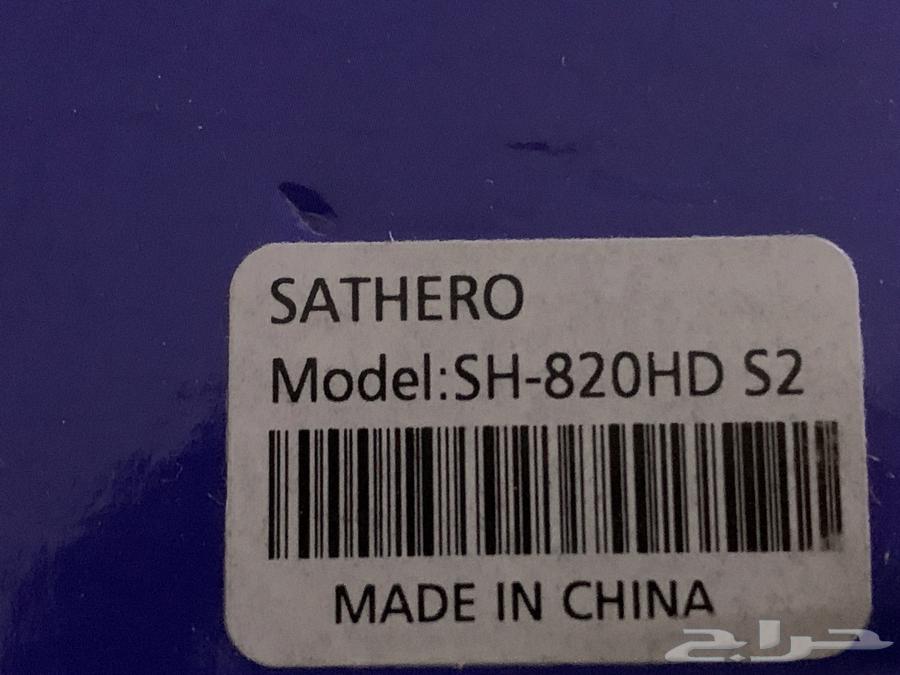 SATHERO
Model:SH-820HD S2
MADE IN CHINA
حراج